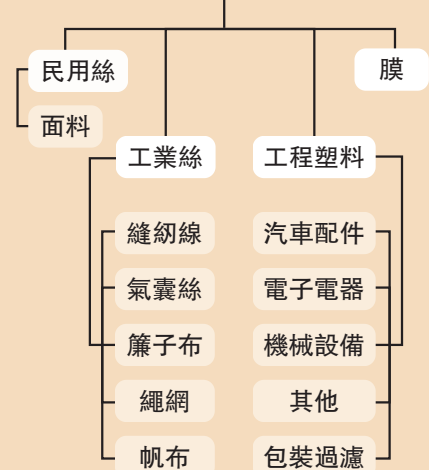 民用絲
膜
面料
工業絲
工程塑料
縫紉線
汽車配件
氣囊絲
電子電器
簾子布
機械設備
繩網
其他
帆布
包裝過濾